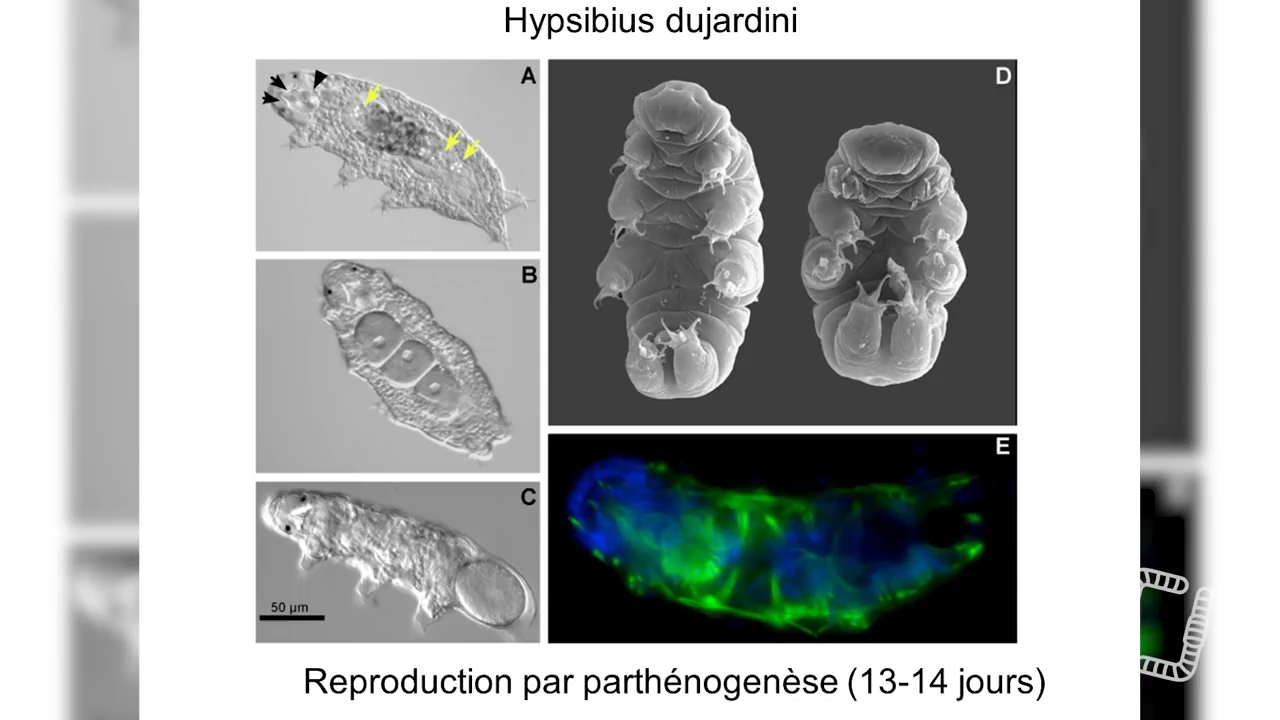 Hypsibius dujardini
A
D
B
C
50 µm
E
Reproduction par parthénogenèse (13-14 jours)